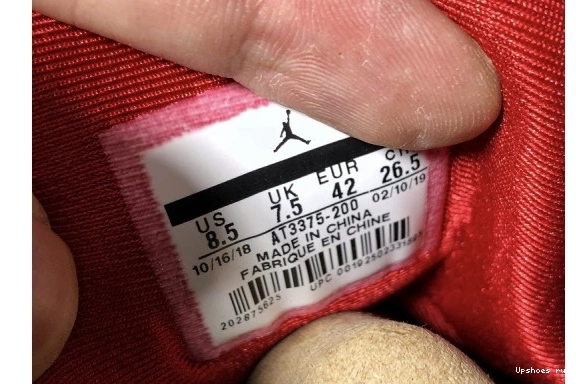 US UK EUR
8.5 7.5 42 26.5
10/16/18 AT3375-200 02/10/19
MADE IN CHINA
FABRIQUE EN CHINE
202875625 UPC
Upshoes ru